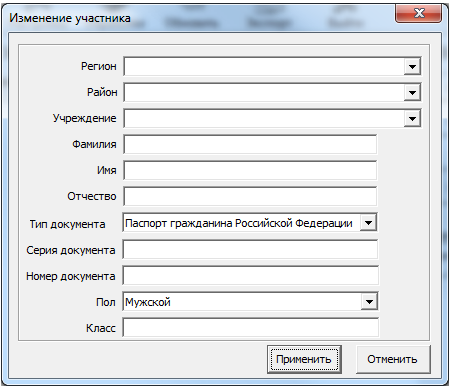 Изменение участника
Регион
Район
Учреждение
Фамилия
Имя
Отчество
Тип документа Паспорт гражданина Российской Федерации
Серия документа
Номер документа
Пол Мужской
Класс
Применить Отменить